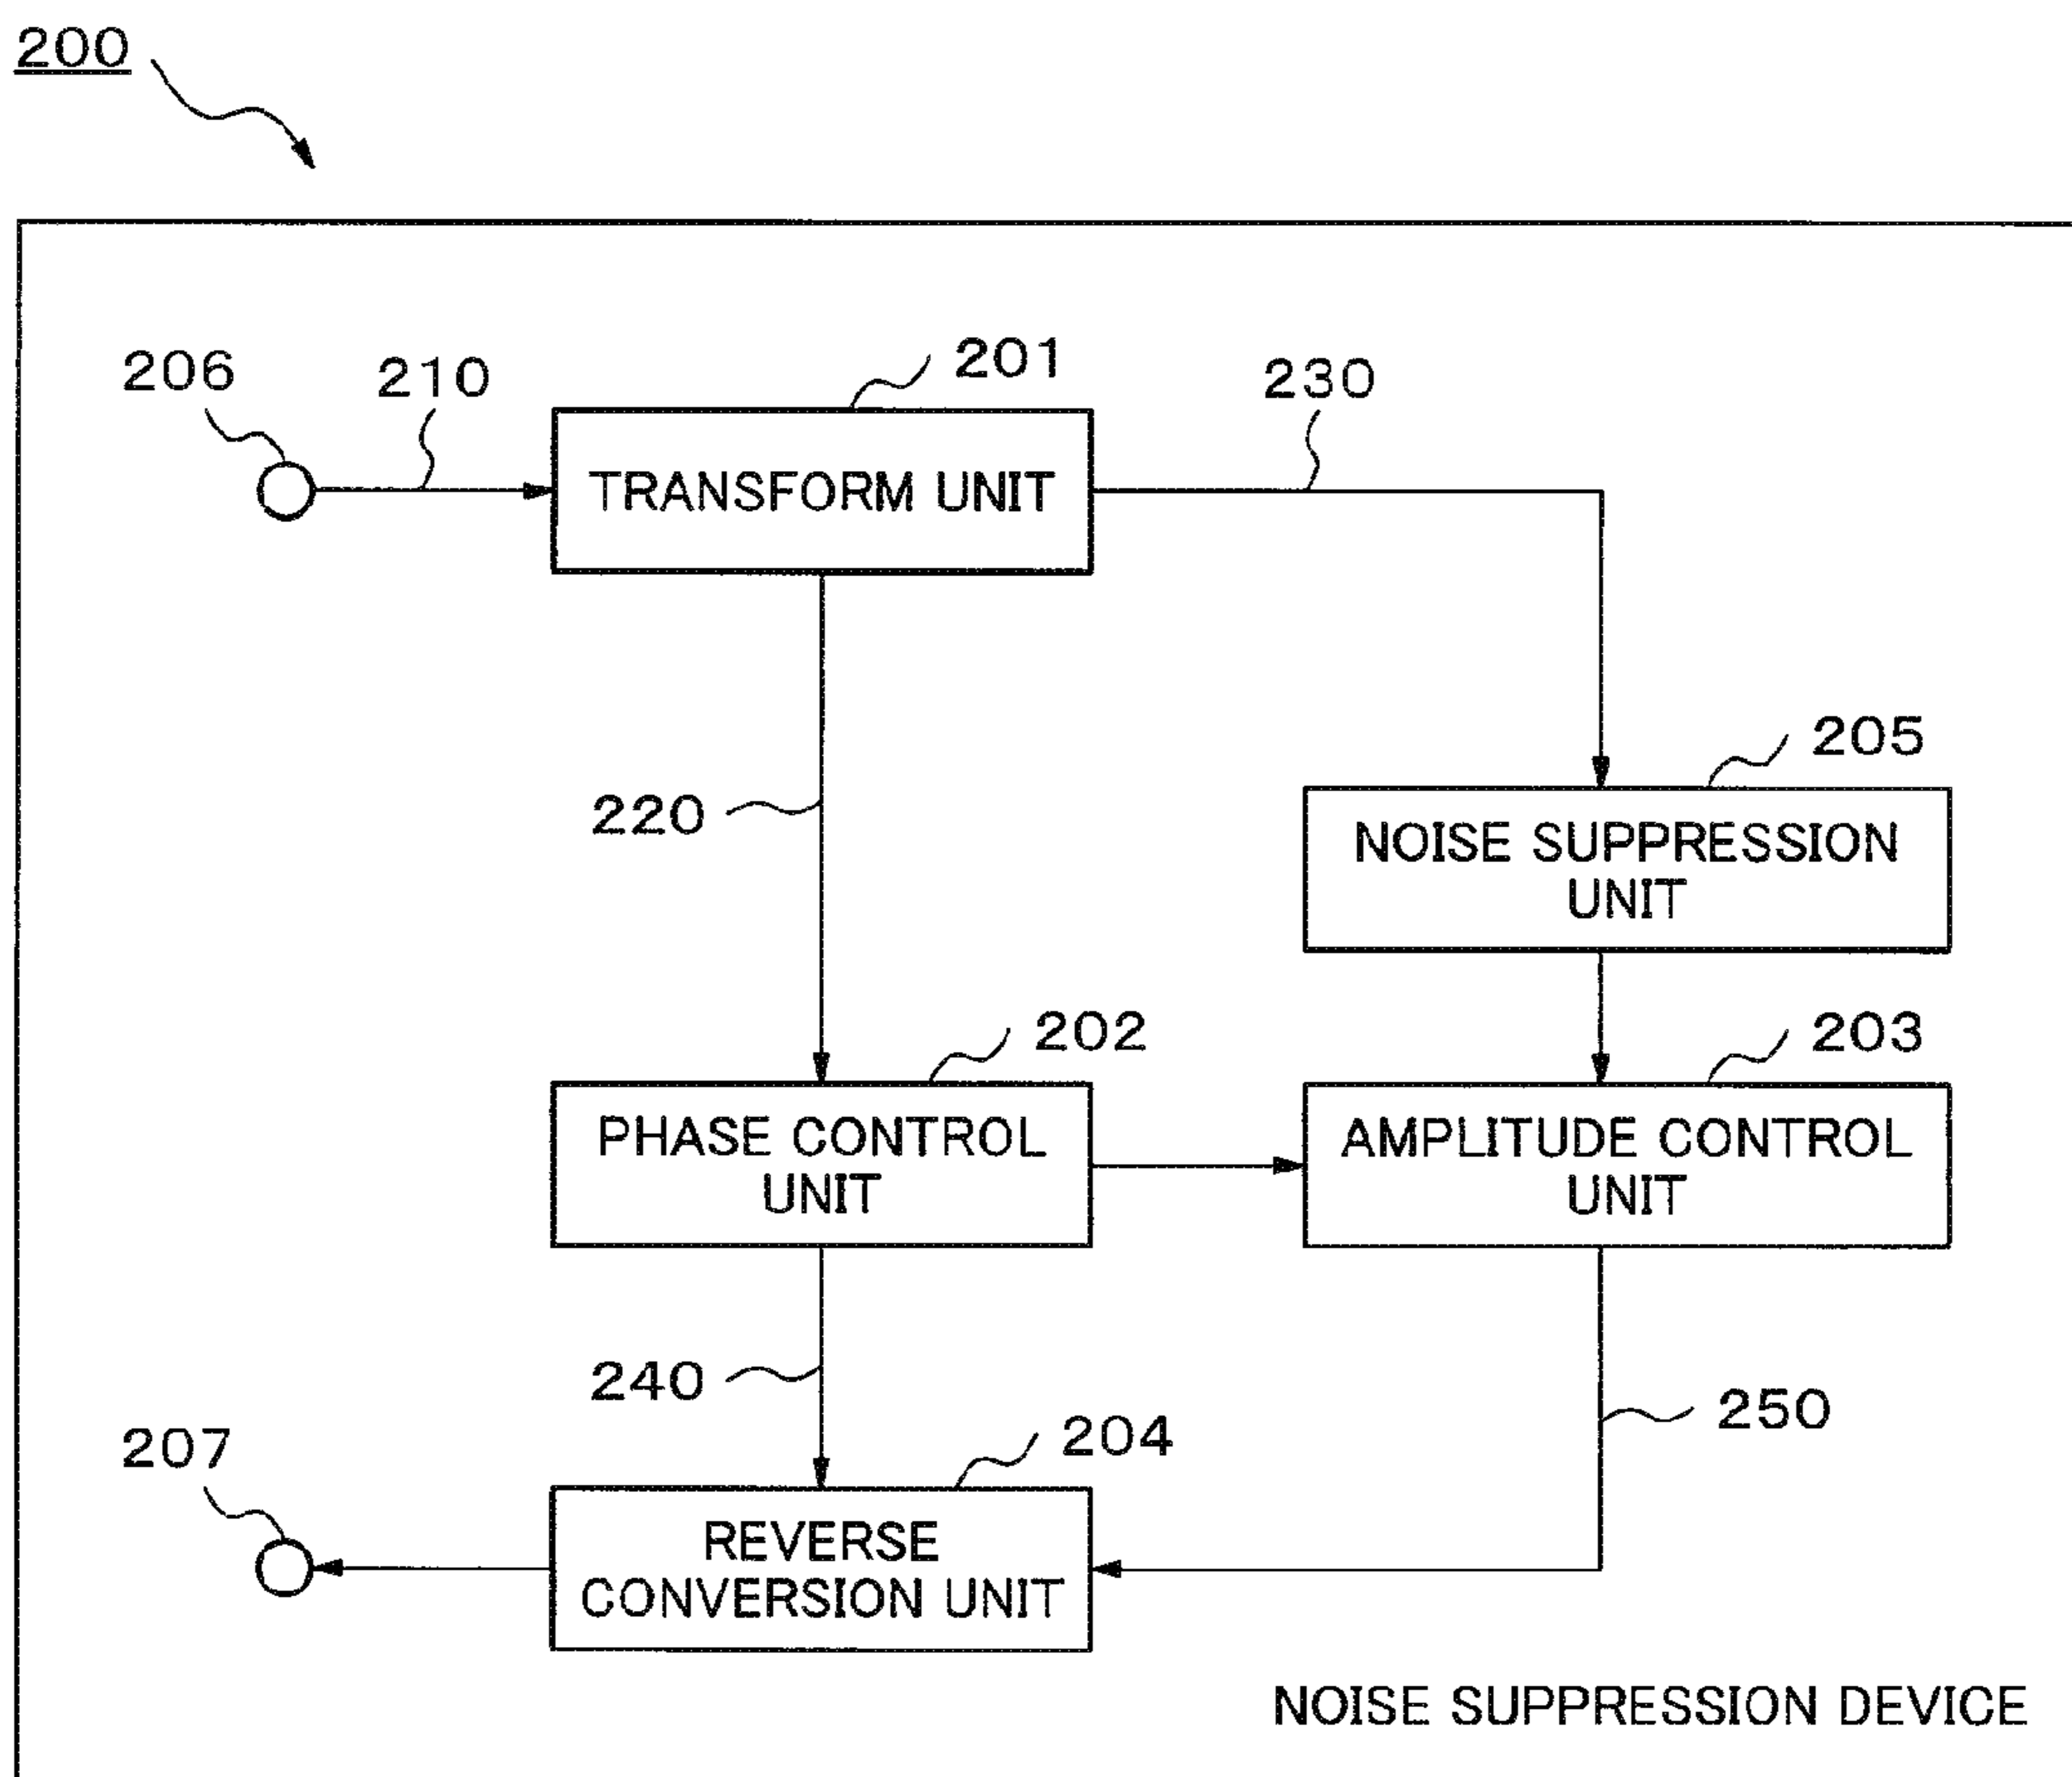 200
206
210
201
230
TRANSFORM UNIT
205
220
NOISE SUPPRESSION
UNIT
202
203
PHASE CONTROL
UNIT
AMPLITUDE CONTROL
UNIT
240
250
204
207
REVERSE
CONVERSION UNIT
NOISE SUPPRESSION DEVICE